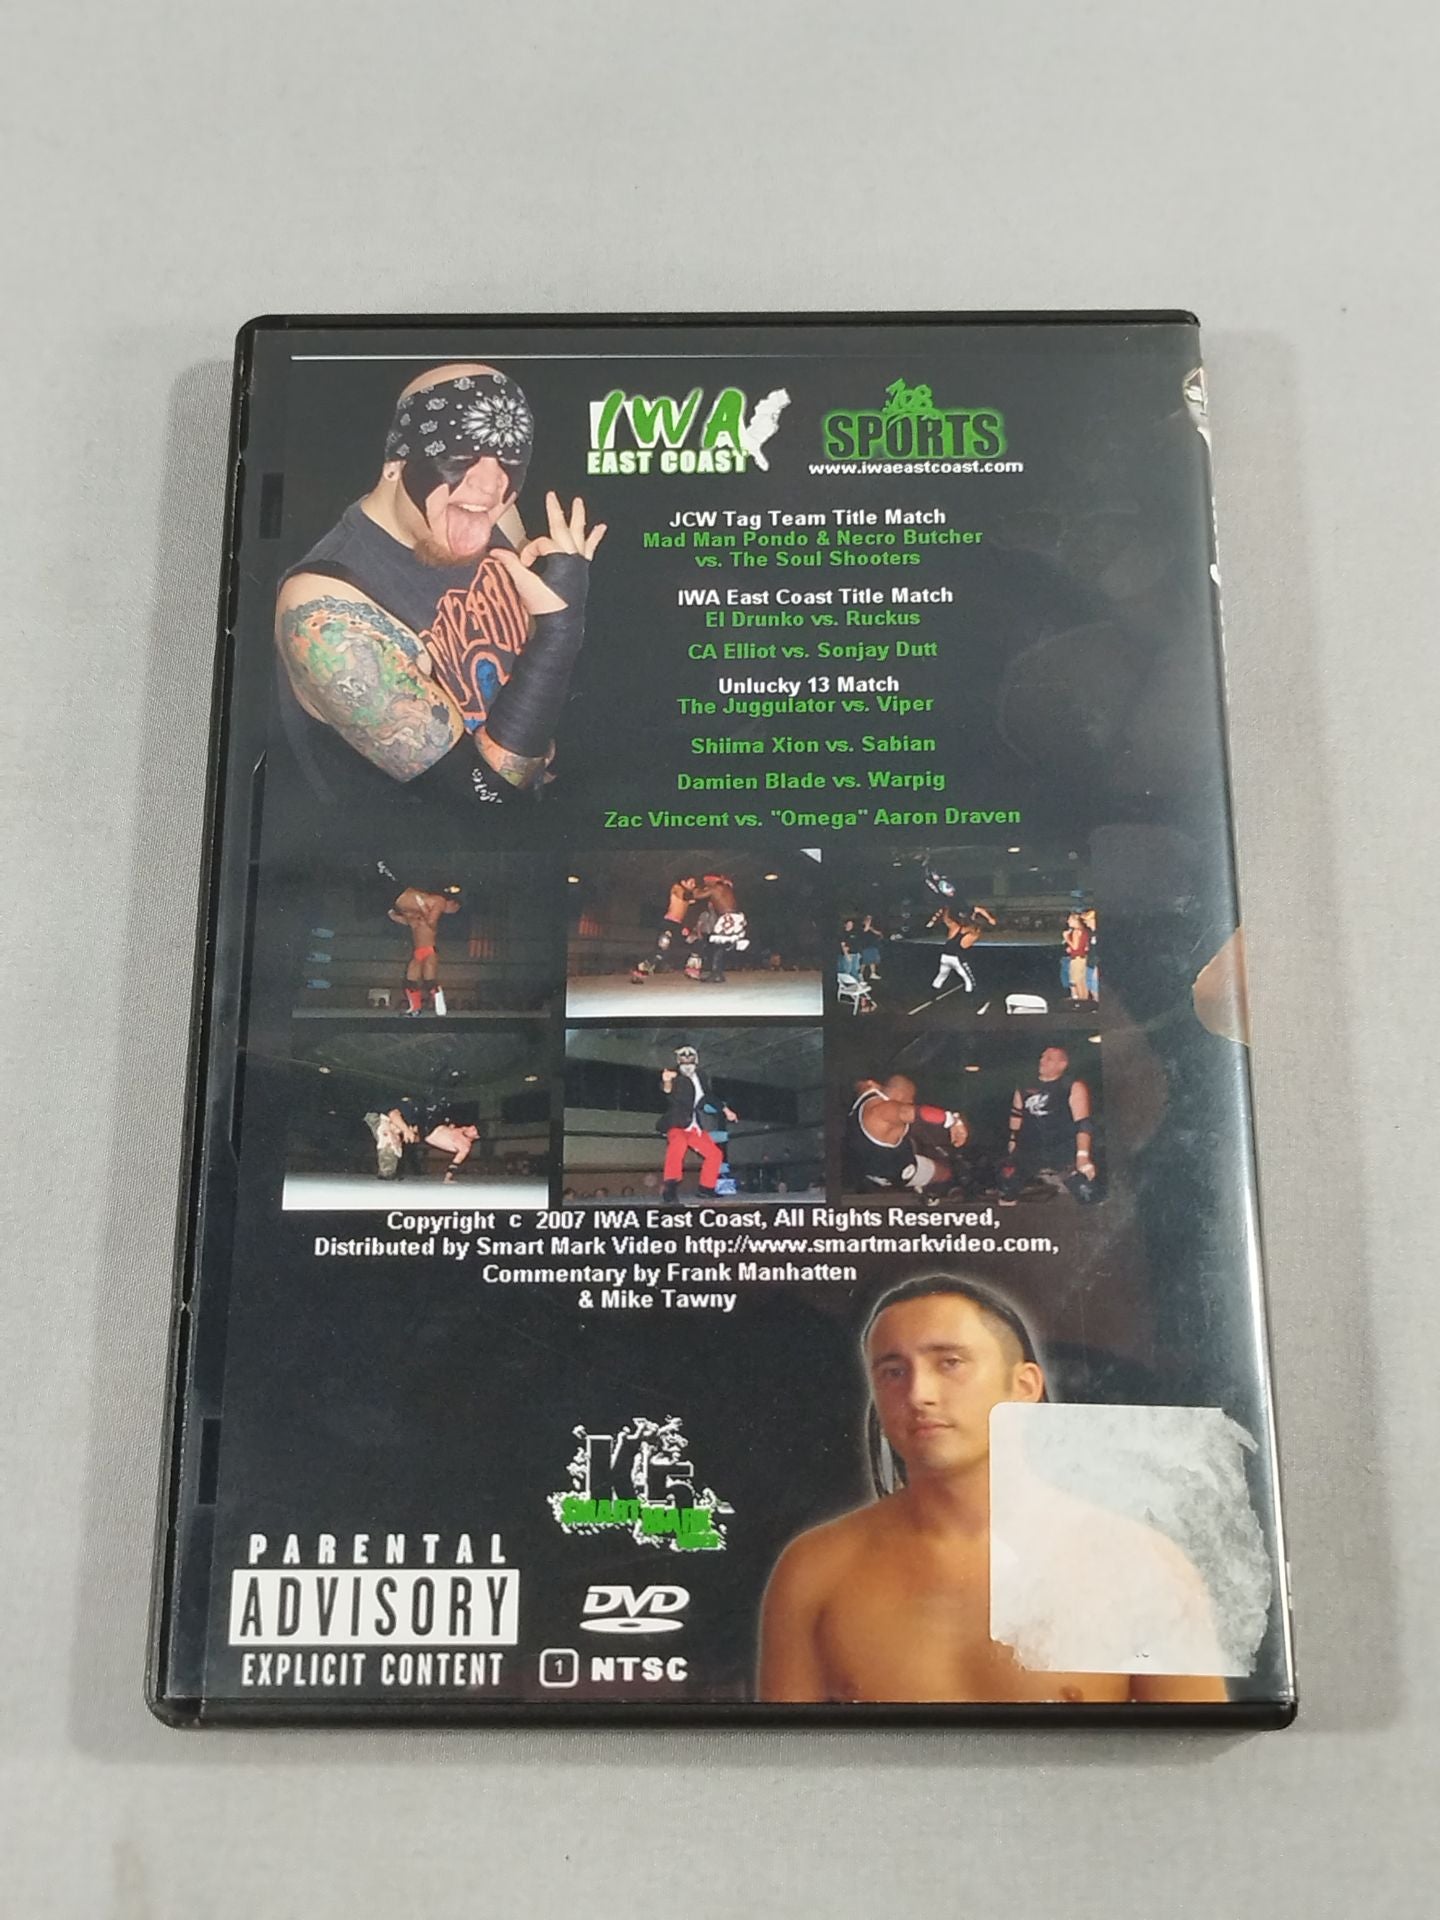 IWA
EAST COAST
SPORTS
www.iwaeastcoast.com
JCW Tag Team Title Match
Mad Man Pondo & Necro Butcher
vs. The Soul Shooters
IWA East Coast Title Match
El Drunko vs. Ruckus
CA Elliot vs. Sonjay Dutt
Unlucky 13 Match
The Juggulator vs. Viper
Shiima Xion vs. Sabian
Damien Blade vs. Warpig
Zac Vincent vs. "Omega" Aaron Draven
Copyright c 2007 IWA East Coast, All Rights Reserved,
Distributed by Smart Mark Video http://www.smartmarkvideo.com,
Commentary by Frank Manhatten
& Mike Tawny
SMART MARK
VIDEO
PARENTAL
ADVISORY
EXPLICIT CONTENT
DVD
1 NTSC